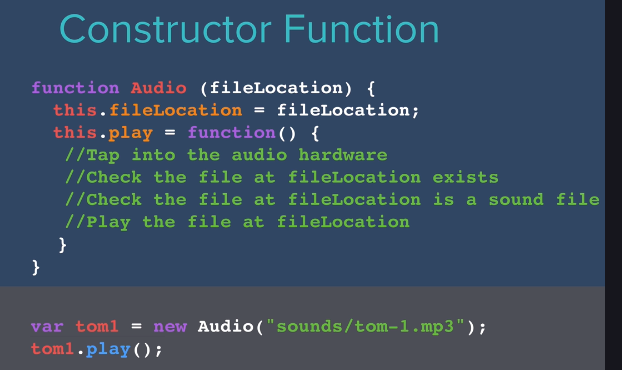 Constructor Function
function Audio (fileLocation) {
this.fileLocation = fileLocation;
this.play = function() {
//Tap into the audio hardware
//Check the file at fileLocation exists
//Check the file at fileLocation is a sound file
//Play the file at fileLocation
}
}
var tom1 = new Audio("sounds/tom-1.mp3");
tom1.play();